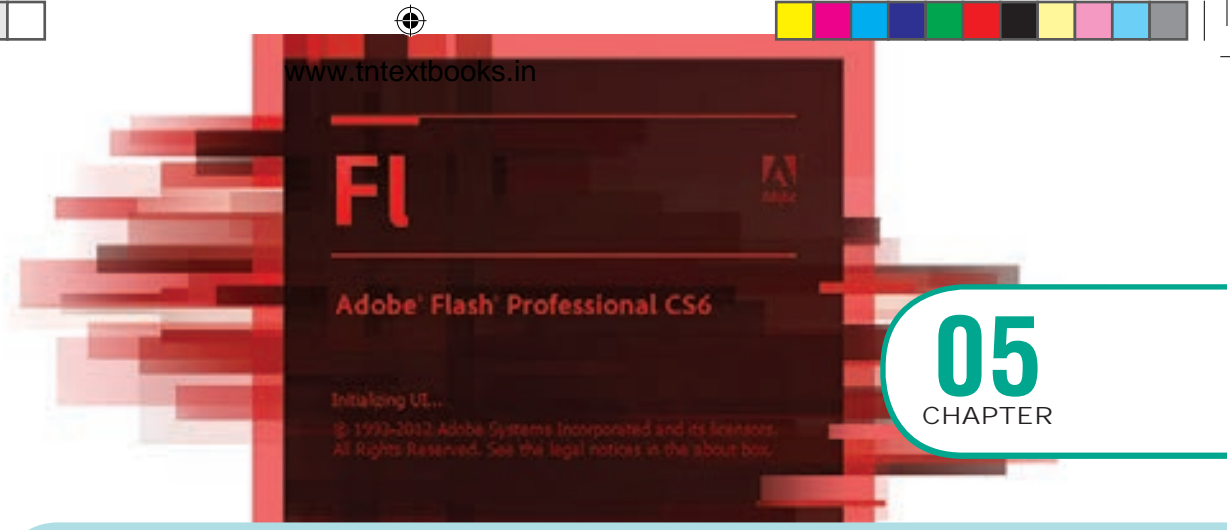 www.tntextbooks.in
Fl
Adobe
Adobe® Flash® Professional CS6
05
CHAPTER
Initializing UI...
© 1993-2012 Adobe Systems Incorporated and its licensors.
All Rights Reserved. See the legal notices in the about box.